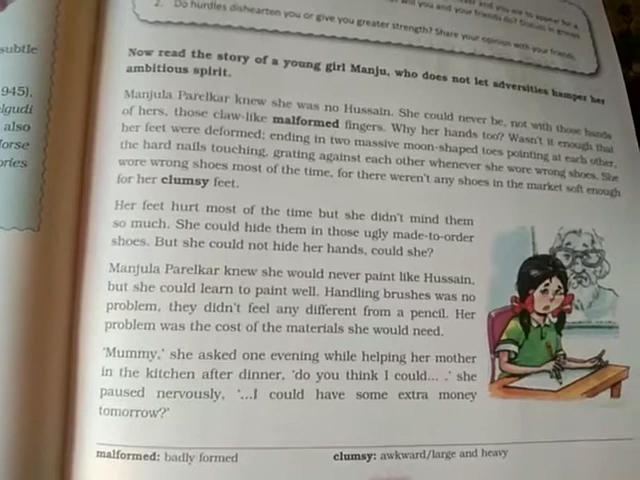 2. Do hurdles dishearten you or give you greater strength? Share your opinion with your friends.
subtle
945),
lgudi
also
orse
ories
Now read the story of a young girl Manju, who does not let adversities hamper her
ambitious spirit.
Manjula Parelkar knew she was no Hussain. She could never be, not with those hands
of hers, those claw-like malformed fingers. Why her hands too? Wasn't it enough that
her feet were deformed; ending in two massive moon-shaped toes pointing at each other,
the hard nails touching, grating against each other whenever she wore wrong shoes. She
wore wrong shoes most of the time, for there weren't any shoes in the market soft enough
for her clumsy feet.
Her feet hurt most of the time but she didn't mind them
so much. She could hide them in those ugly made-to-order
shoes. But she could not hide her hands, could she?
Manjula Parelkar knew she would never paint like Hussain,
but she could learn to paint well. Handling brushes was no
problem, they didn't feel any different from a pencil. Her
problem was the cost of the materials she would need.
'Mummy,' she asked one evening while helping her mother
in the kitchen after dinner, 'do you think I could... .' she
paused nervously, '...I could have some extra money
tomorrow?'
malformed: badly formed
clumsy: awkward/large and heavy